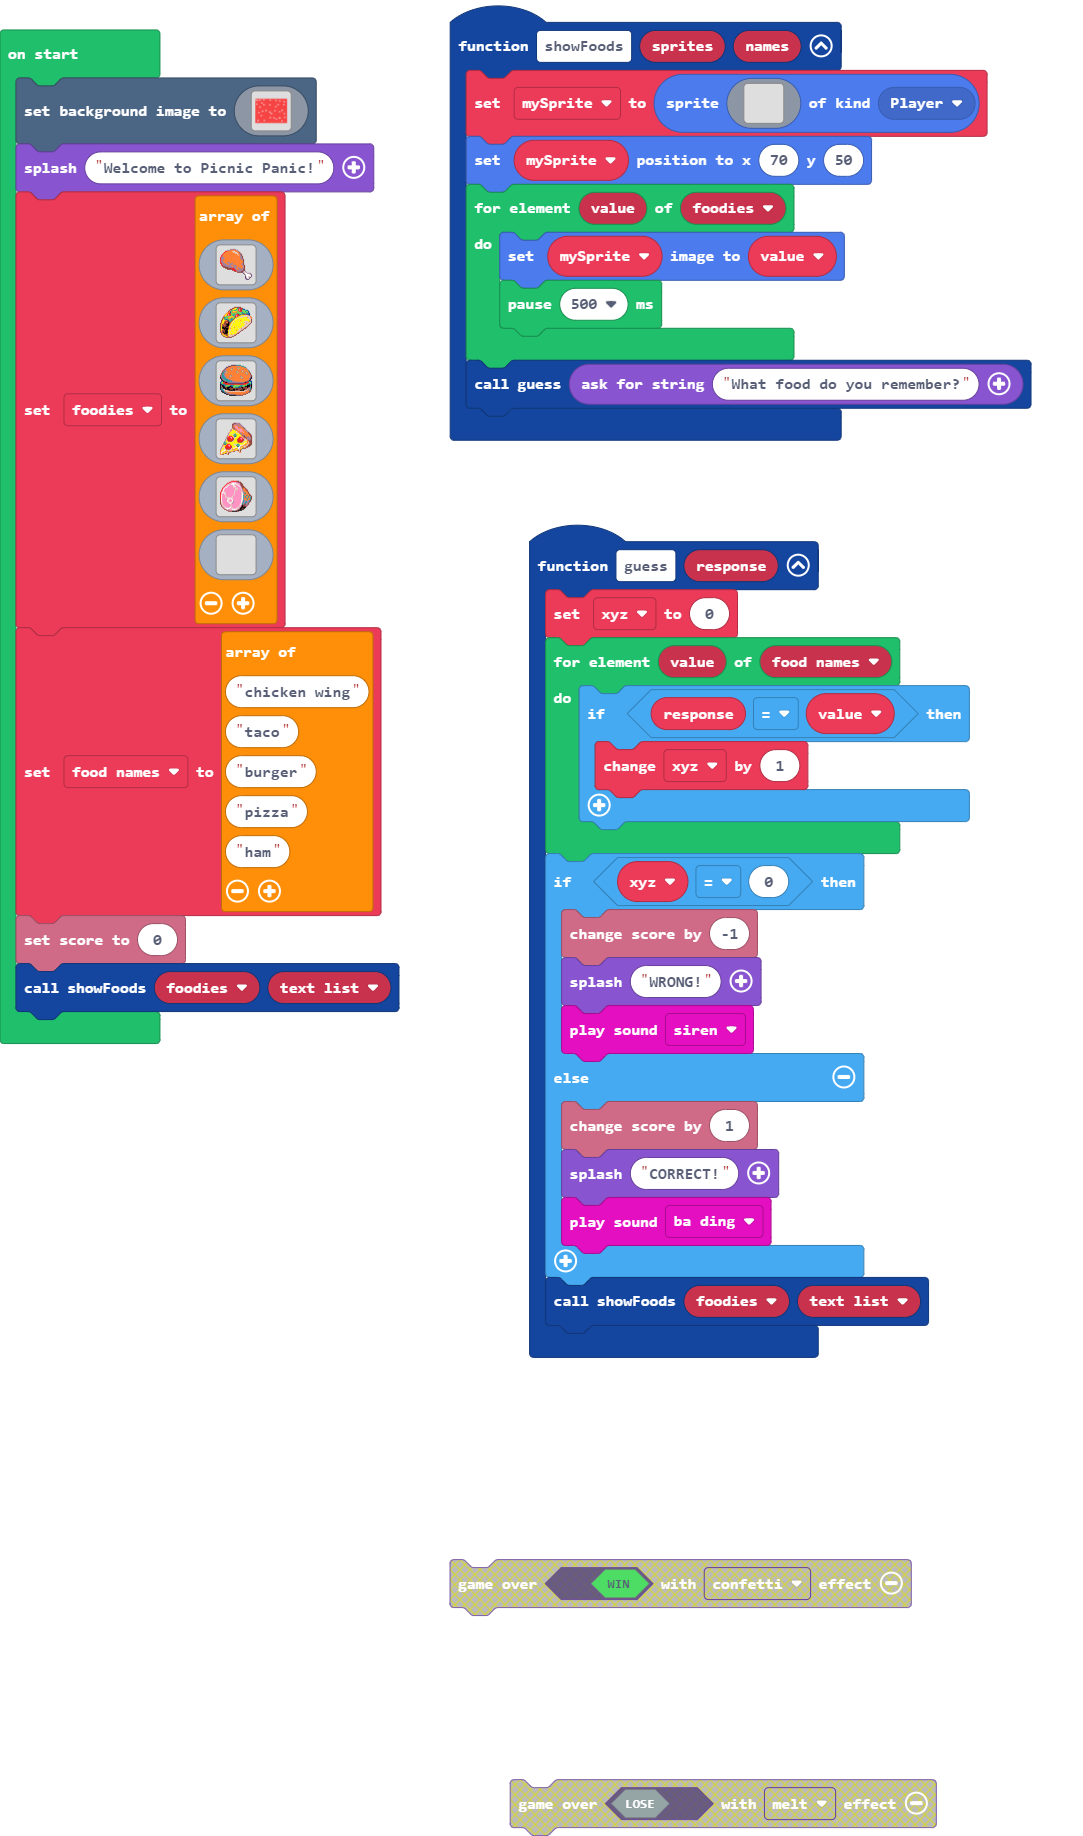 on start
set background image to
splash "Welcome to Picnic Panic!"
array of
set foodies to
array of
"chicken wing"
"taco"
"burger"
set food names to
"pizza"
"ham"
set score to 0
call showFoods foodies text list
function showFoods sprites names
set mySprite to sprite of kind Player
set mySprite position to x 70 y 50
for element value of foodies
do
set mySprite image to value
pause 500 ms
call guess ask for string "What food do you remember?"
function guess response
set xyz to 0
for element value of food names
do
if response = value then
change xyz by 1
if xyz = 0 then
change score by -1
splash "WRONG!"
play sound siren
else
change score by 1
splash "CORRECT!"
play sound ba ding
call showFoods foodies text list
game over WIN with confetti effect
game over LOSE with melt effect